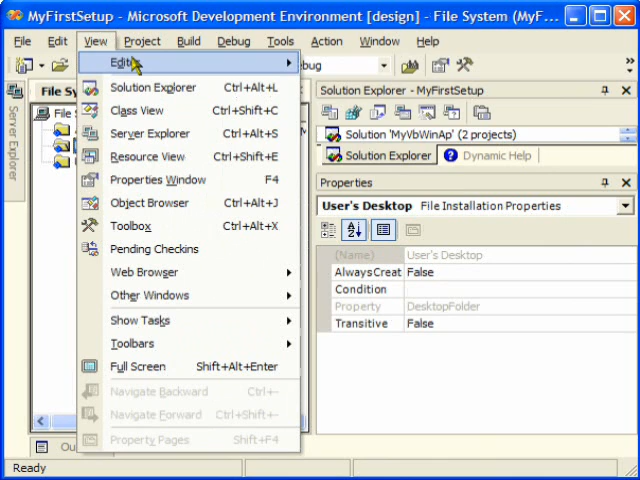 MyFirstSetup - Microsoft Development Environment [design] - File System (MyF...
File Edit View Project Build Debug Tools Action Window Help
Solution Explorer Ctrl+Alt+L
Class View Ctrl+Shift+C
Server Explorer Ctrl+Alt+S
Resource View Ctrl+Shift+E
Properties Window F4
Object Browser Ctrl+Alt+J
Toolbox Ctrl+Alt+X
Pending Checkins
Web Browser
Other Windows
Show Tasks
Toolbars
Full Screen Shift+Alt+Enter
Navigate Backward Ctrl+-
Navigate Forward Ctrl+Shift+-
Property Pages Shift+F4
Server Explorer
File Sy
File S
Ou
bug
Solution Explorer - MyFirstSetup
Solution 'MyVbWinAp' (2 projects)
Solution Explorer Dynamic Help
Properties
User's Desktop File Installation Properties
(Name) User's Desktop
AlwaysCreat False
Condition
Property DesktopFolder
Transitive False
Ready